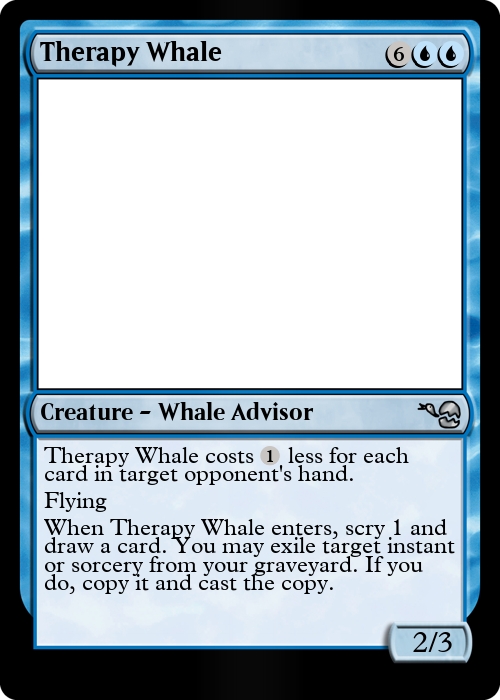 Therapy Whale 6
Creature – Whale Advisor
Therapy Whale costs 1 less for each
card in target opponent's hand.
Flying
When Therapy Whale enters, scry 1 and
draw a card. You may exile target instant
or sorcery from your graveyard. If you
do, copy it and cast the copy.
2/3